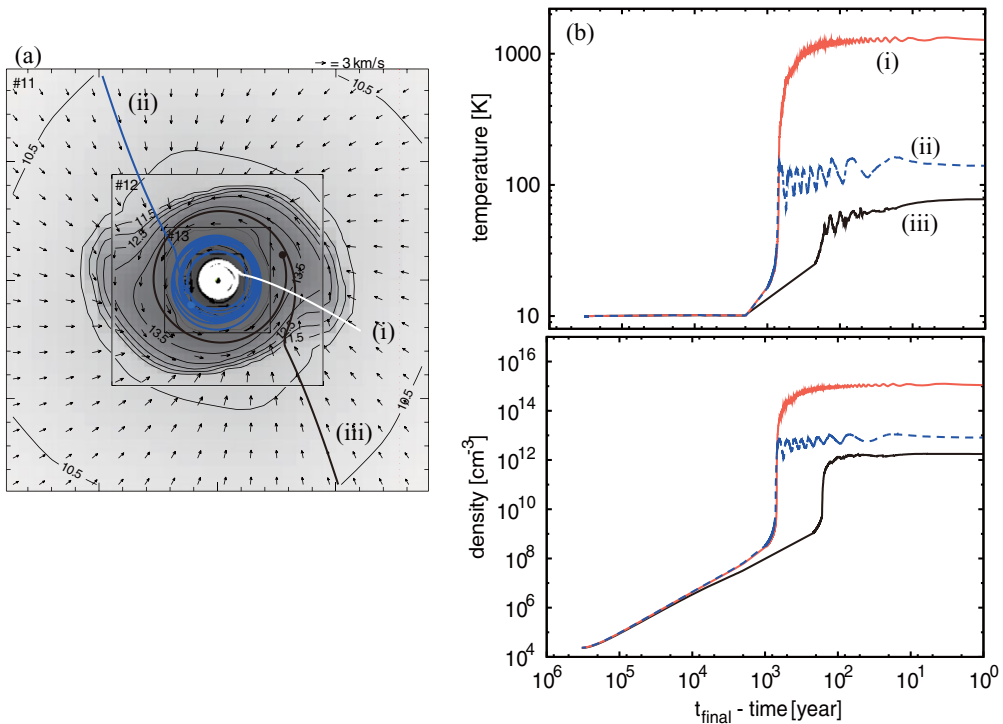 (a)
→ = 3 km/s
#11
10.5
10.5
(ii)
#12
11.5
12.5
#13
13.5
(i)
13.5
12.5
11.5
(iii)
10.5
10.5
(b)
1000
100
10
temperature [K]
(i)
(ii)
(iii)
10^16
10^14
10^12
10^10
10^8
10^6
10^4
density [cm^-3]
10^6 10^5 10^4 10^3 10^2 10^1 10^0
t_final - time [year]